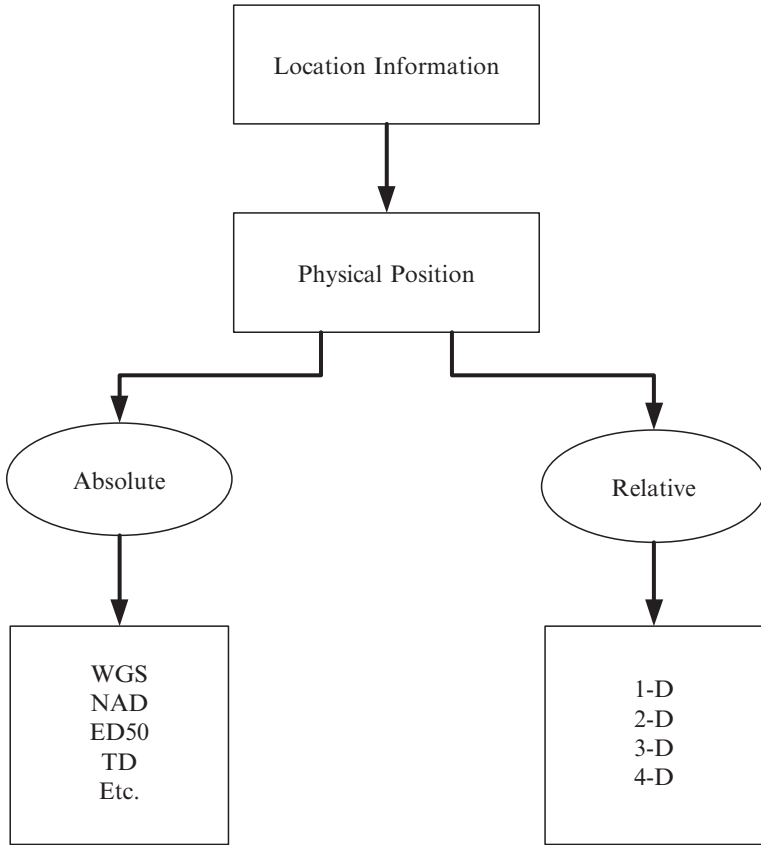 Location Information
Physical Position
Absolute
Relative
WGS
NAD
ED50
TD
Etc.
1-D
2-D
3-D
4-D